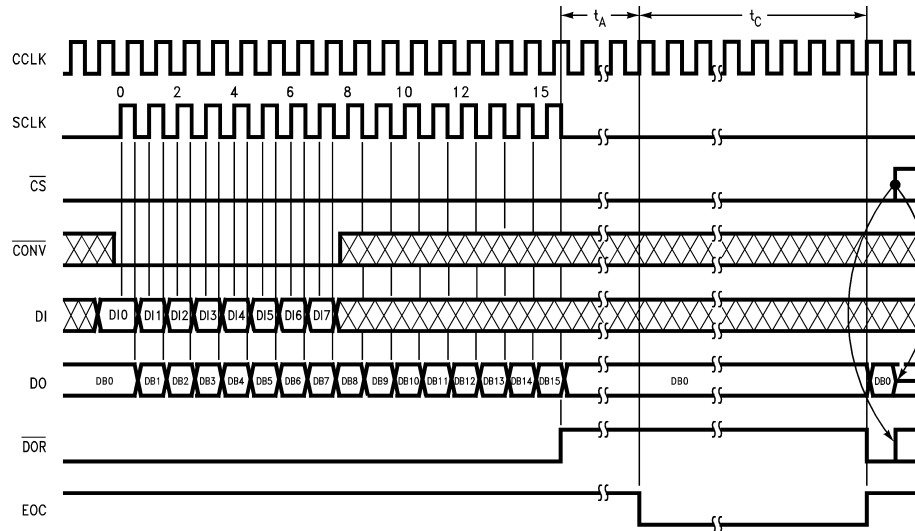 tA tC
CCLK
0 2 4 6 8 10 12 15
SCLK
CS
CONV
DI DI0 DI1 DI2 DI3 DI4 DI5 DI6 DI7
DO DB0 DB1 DB2 DB3 DB4 DB5 DB6 DB7 DB8 DB9 DB10 DB11 DB12 DB13 DB14 DB15 DB0 DB0
DOR
EOC